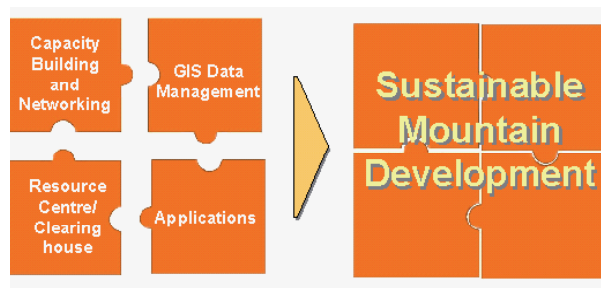 Capacity
Building
and
Networking
GIS Data
Management
Resource
Centre/
Clearing
house
Applications
Sustainable
Mountain
Development